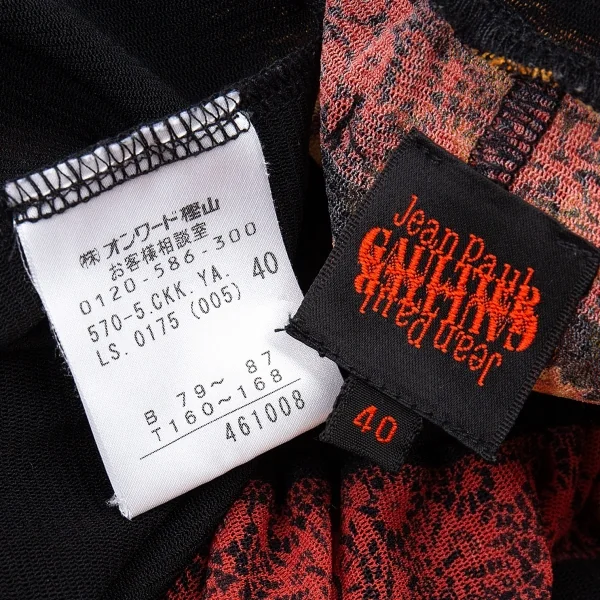 ㈱オンワード樫山
お客様相談室
0120-586-300
570-5.CKK.YA. 40
LS.0175 (005)
B 79〜 87
T160〜168
461008
Jean Paul
GAULTIER
GAULTIER
Jean Paul
40